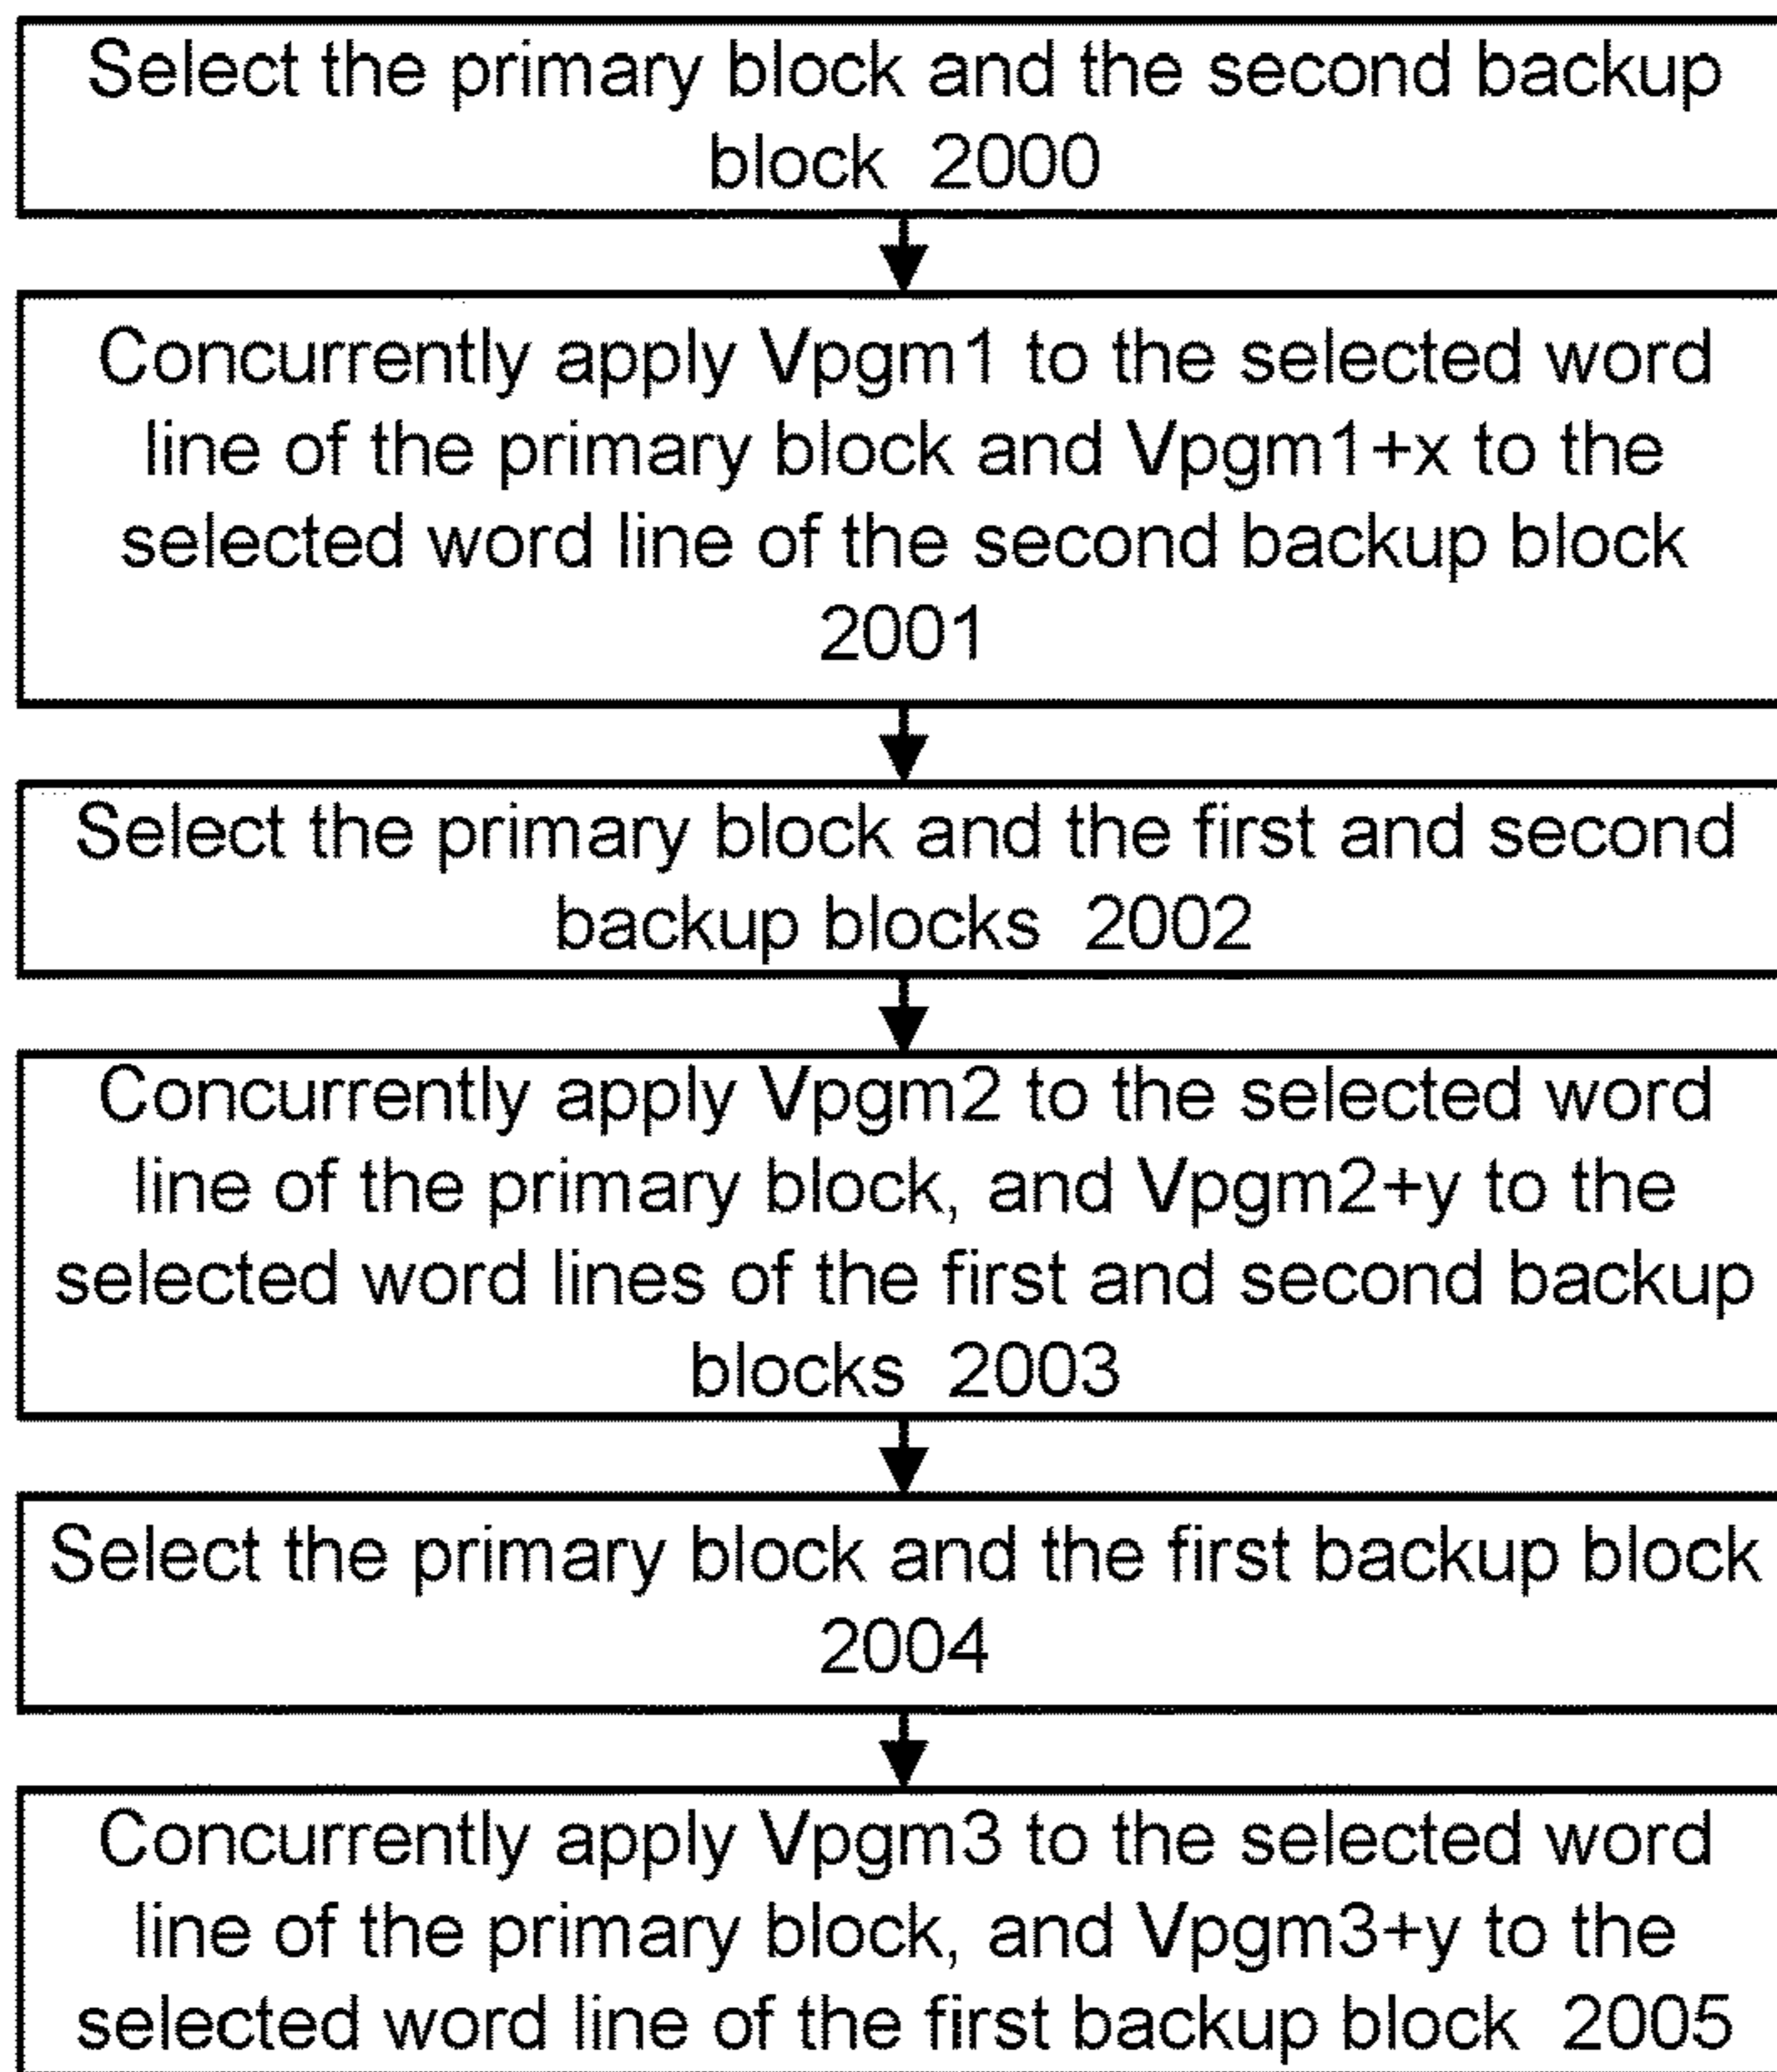 Select the primary block and the second backup
block 2000
Concurrently apply Vpgm1 to the selected word
line of the primary block and Vpgm1+x to the
selected word line of the second backup block
2001
Select the primary block and the first and second
backup blocks 2002
Concurrently apply Vpgm2 to the selected word
line of the primary block, and Vpgm2+y to the
selected word lines of the first and second backup
blocks 2003
Select the primary block and the first backup block
2004
Concurrently apply Vpgm3 to the selected word
line of the primary block, and Vpgm3+y to the
selected word line of the first backup block 2005